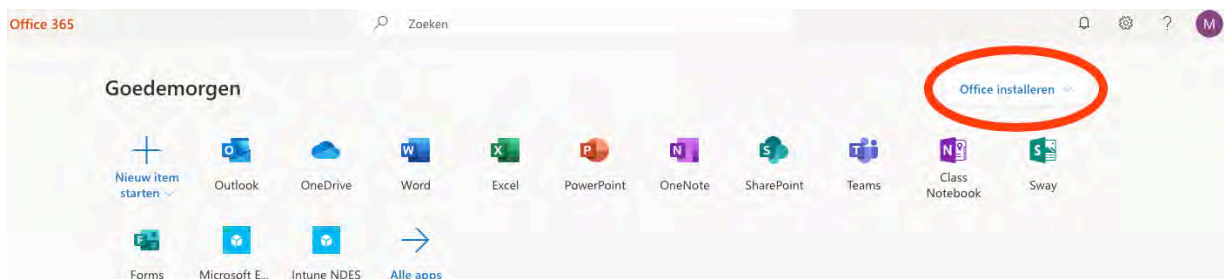 Office 365
Zoeken
M
Goedemorgen
Office installeren
Nieuw item
starten
Outlook
OneDrive
Word
Excel
PowerPoint
OneNote
SharePoint
Teams
Class
Notebook
Sway
Forms
Microsoft E...
Intune NDES
Alle apps